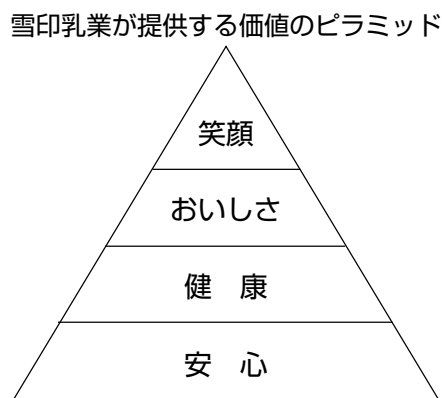 雪印乳業が提供する価値のピラミッド
笑顔
おいしさ
健　康
安　心